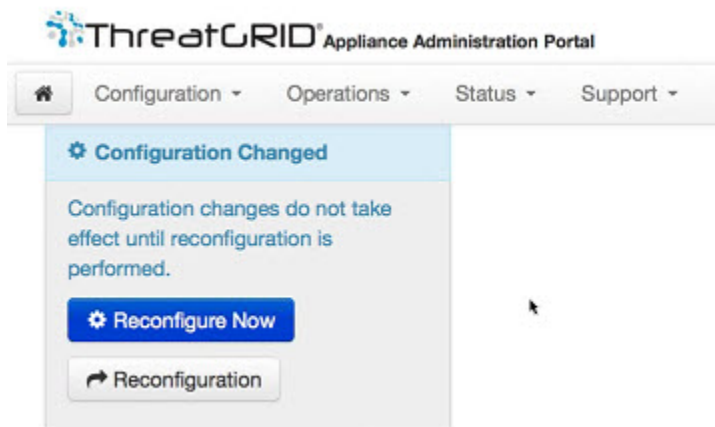 ThreatGRID® Appliance Administration Portal
Configuration Operations Status Support
Configuration Changed
Configuration changes do not take
effect until reconfiguration is
performed.
Reconfigure Now
Reconfiguration